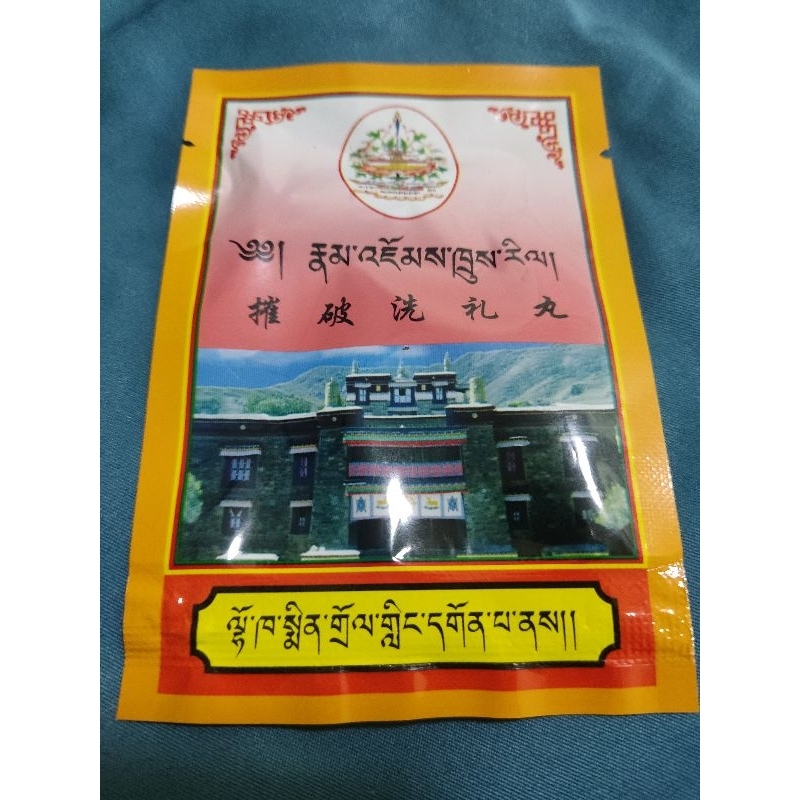 ༄༅། རྣམ་འཇོམས་ཁྲུས་རིལ།
摧破洗礼丸
ལྷོ་ཁ་སྨིན་གྲོལ་གླིང་དགོན་པ་ནས།།